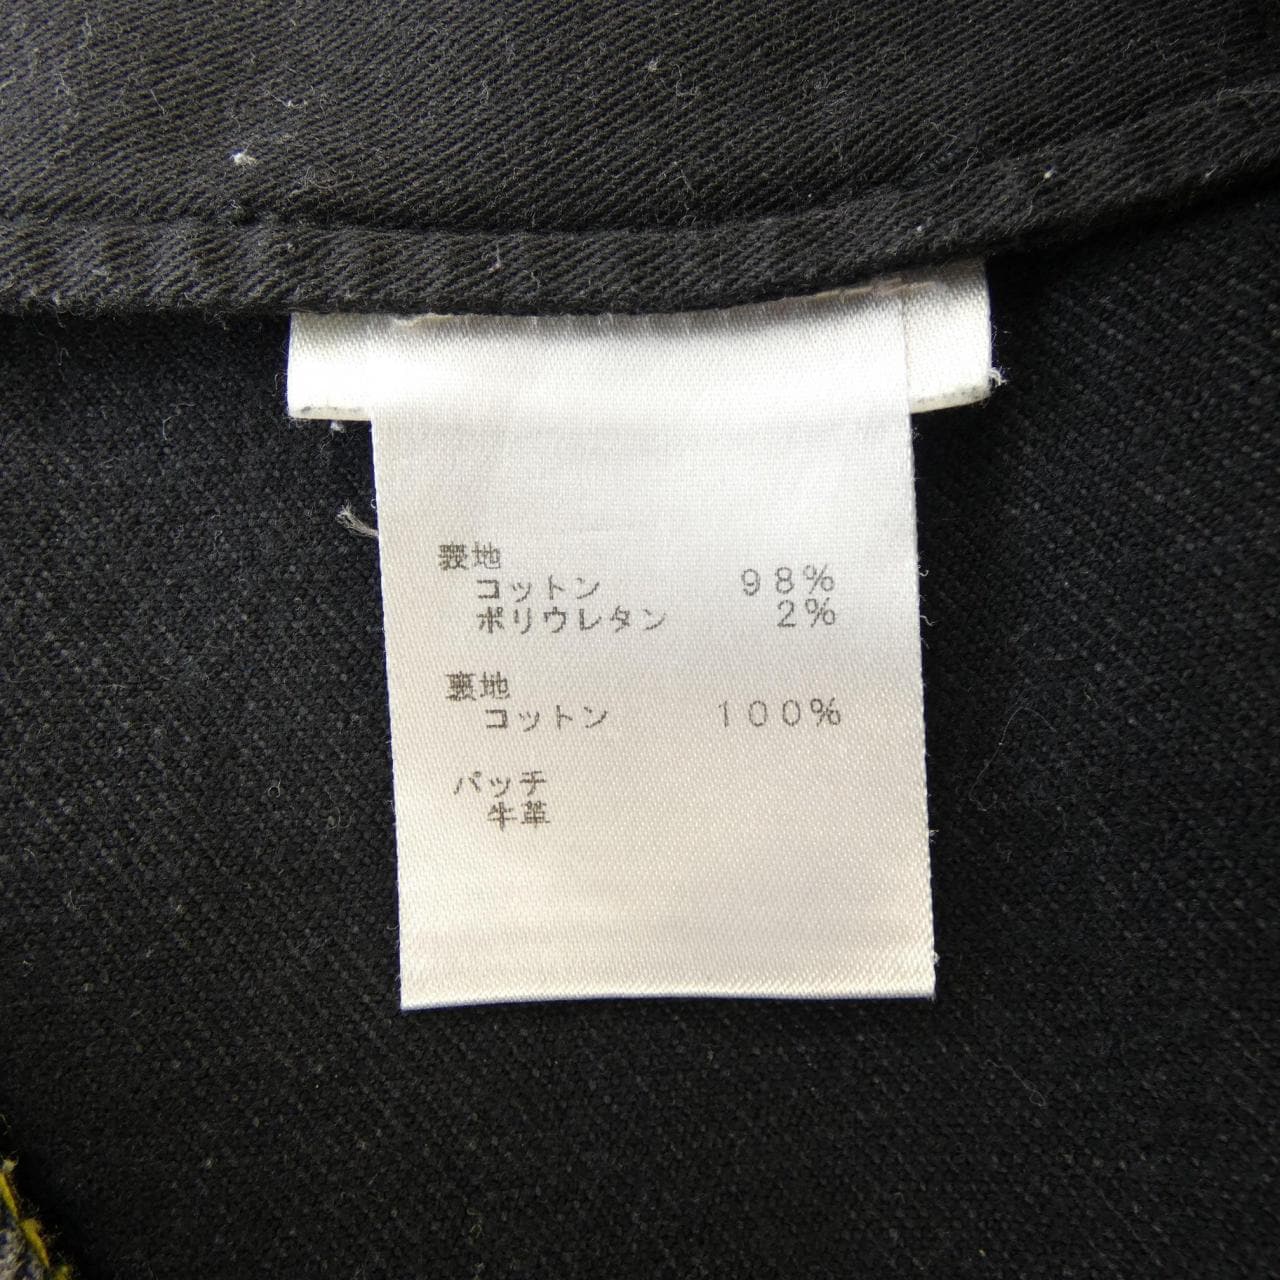 表地
コットン 98%
ポリウレタン 2%
裏地
コットン 100%
パッチ
牛革